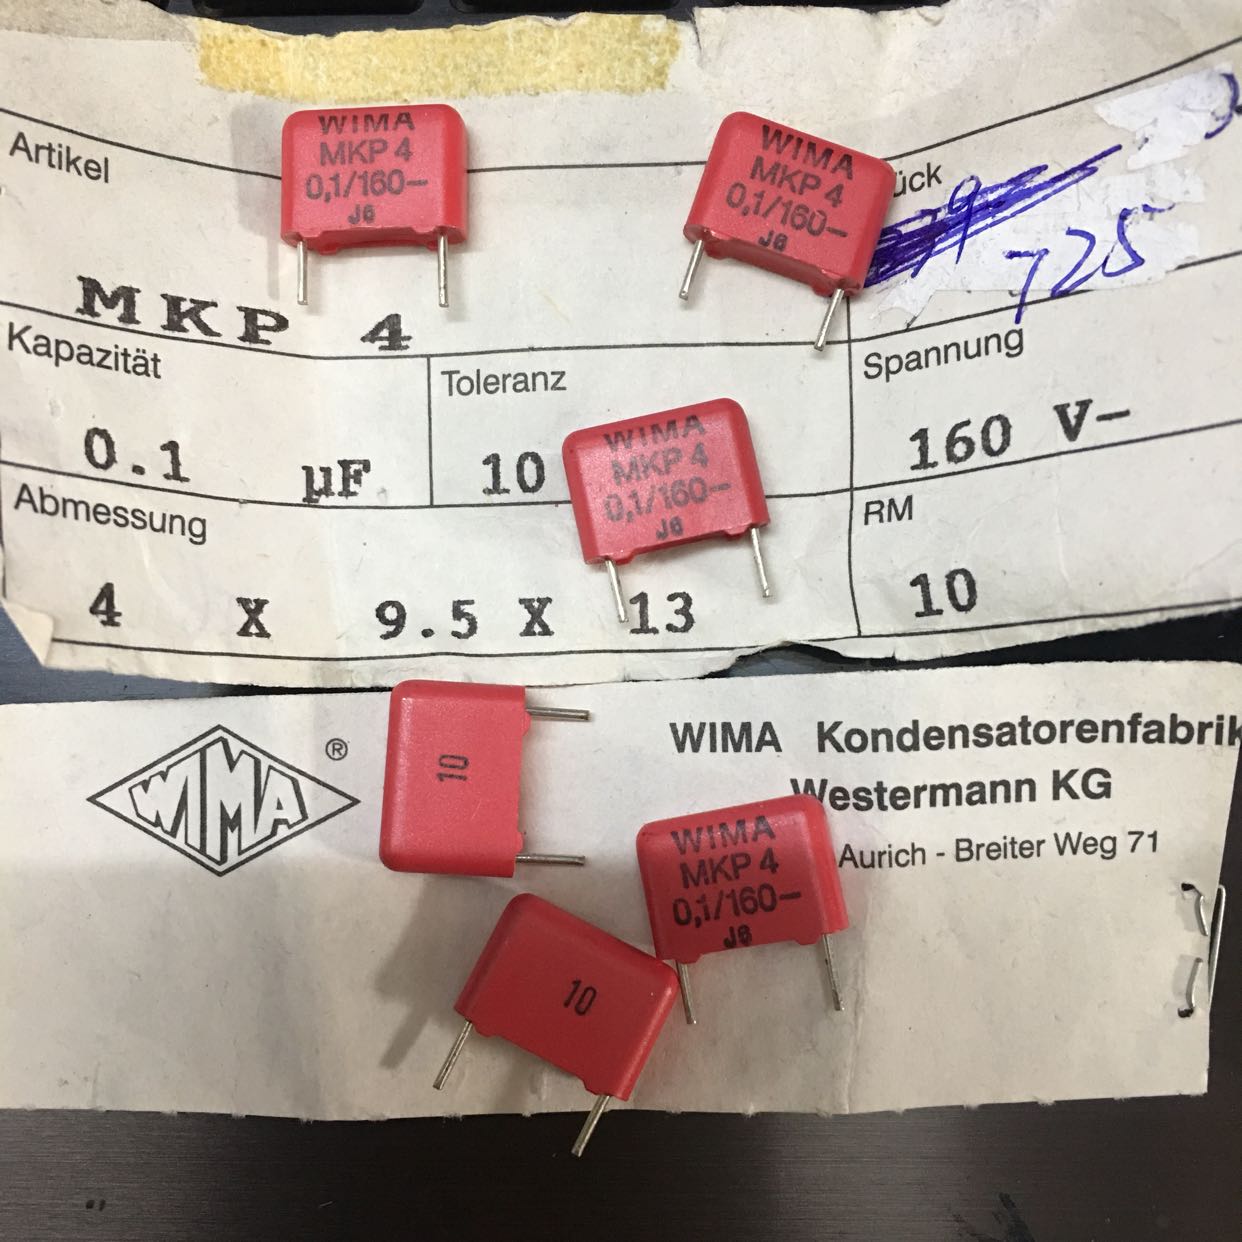 WIMA
MKP 4
0,1/160–
J6
WIMA
MKP 4
0,1/160–
J6
Artikel
ück
725
MKP 4
Kapazität
0.1 µF
Toleranz
10
Spannung
160 V–
WIMA
MKP 4
0,1/160–
J6
Abmessung
4 X 9.5 X 13
RM
10
WIMA ®
10
WIMA Kondensatorenfabrik
Westermann KG
Aurich - Breiter Weg 71
WIMA
MKP 4
0,1/160–
J6
10